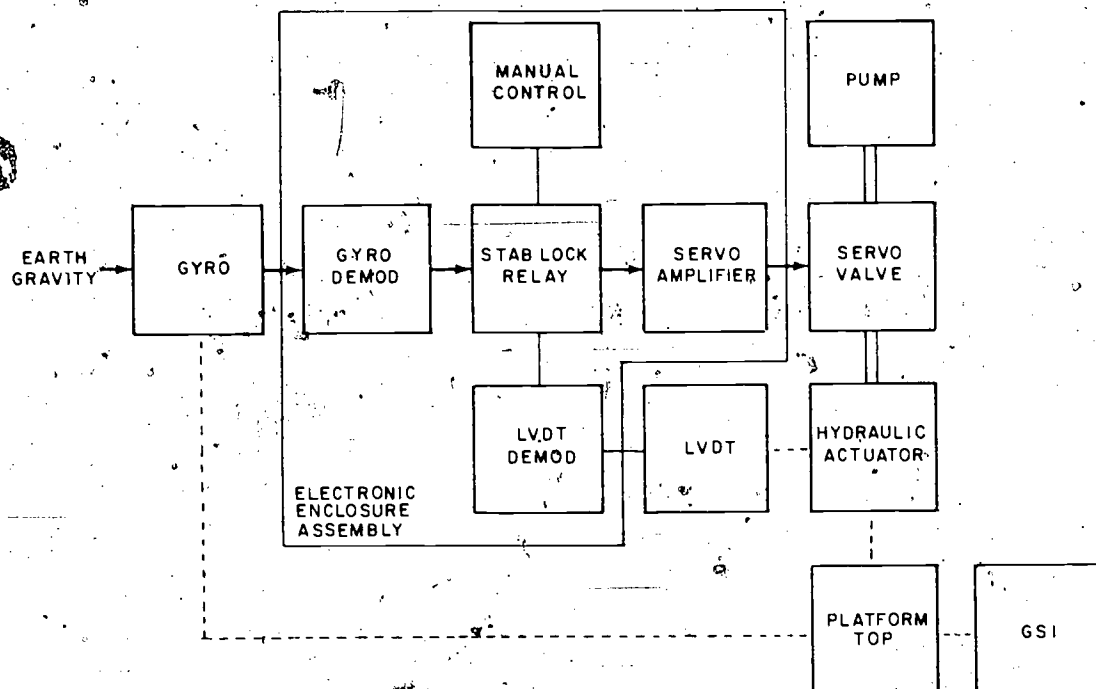 MANUAL
CONTROL
PUMP
EARTH
GRAVITY
GYRO
GYRO
DEMOD
STAB LOCK
RELAY
SERVO
AMPLIFIER
SERVO
VALVE
LVDT
DEMOD
LVDT
HYDRAULIC
ACTUATOR
ELECTRONIC
ENCLOSURE
ASSEMBLY
PLATFORM
TOP
GSI